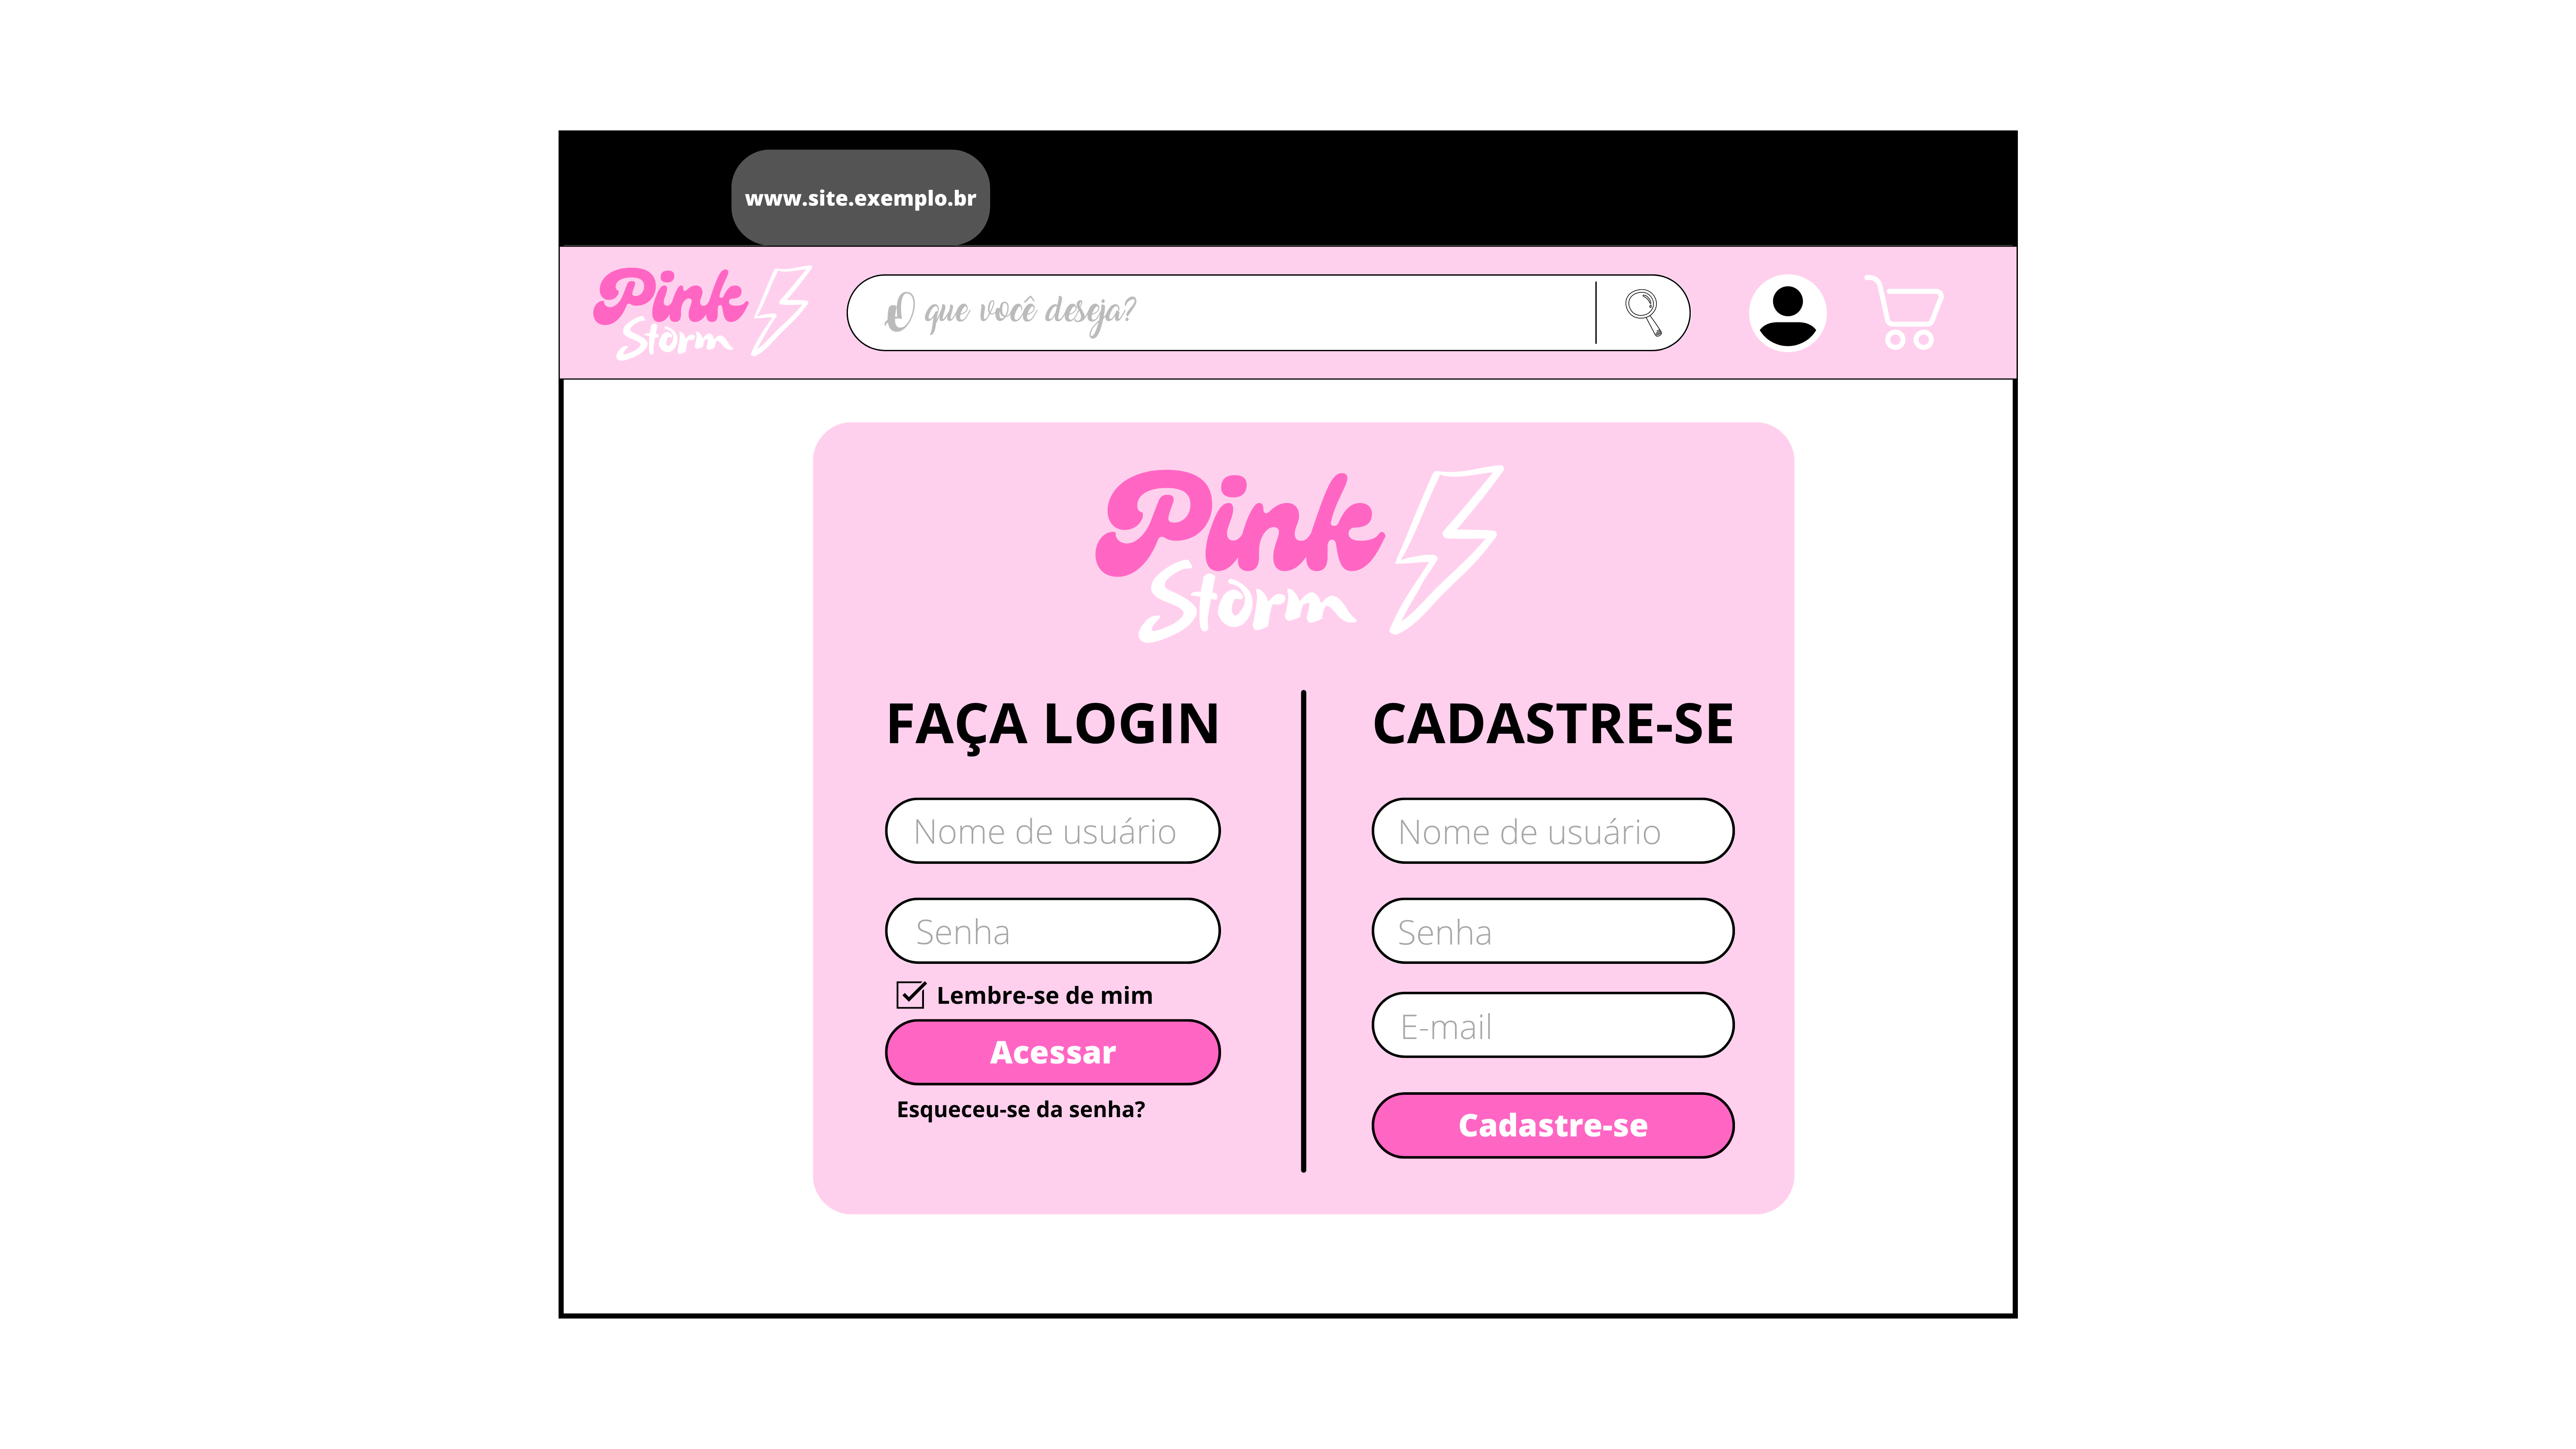 www.site.exemplo.br
Pink
Storm
O que você deseja?
Pink
Storm
FAÇA LOGIN
Nome de usuário
Senha
Lembre-se de mim
Acessar
Esqueceu-se da senha?
CADASTRE-SE
Nome de usuário
Senha
E-mail
Cadastre-se